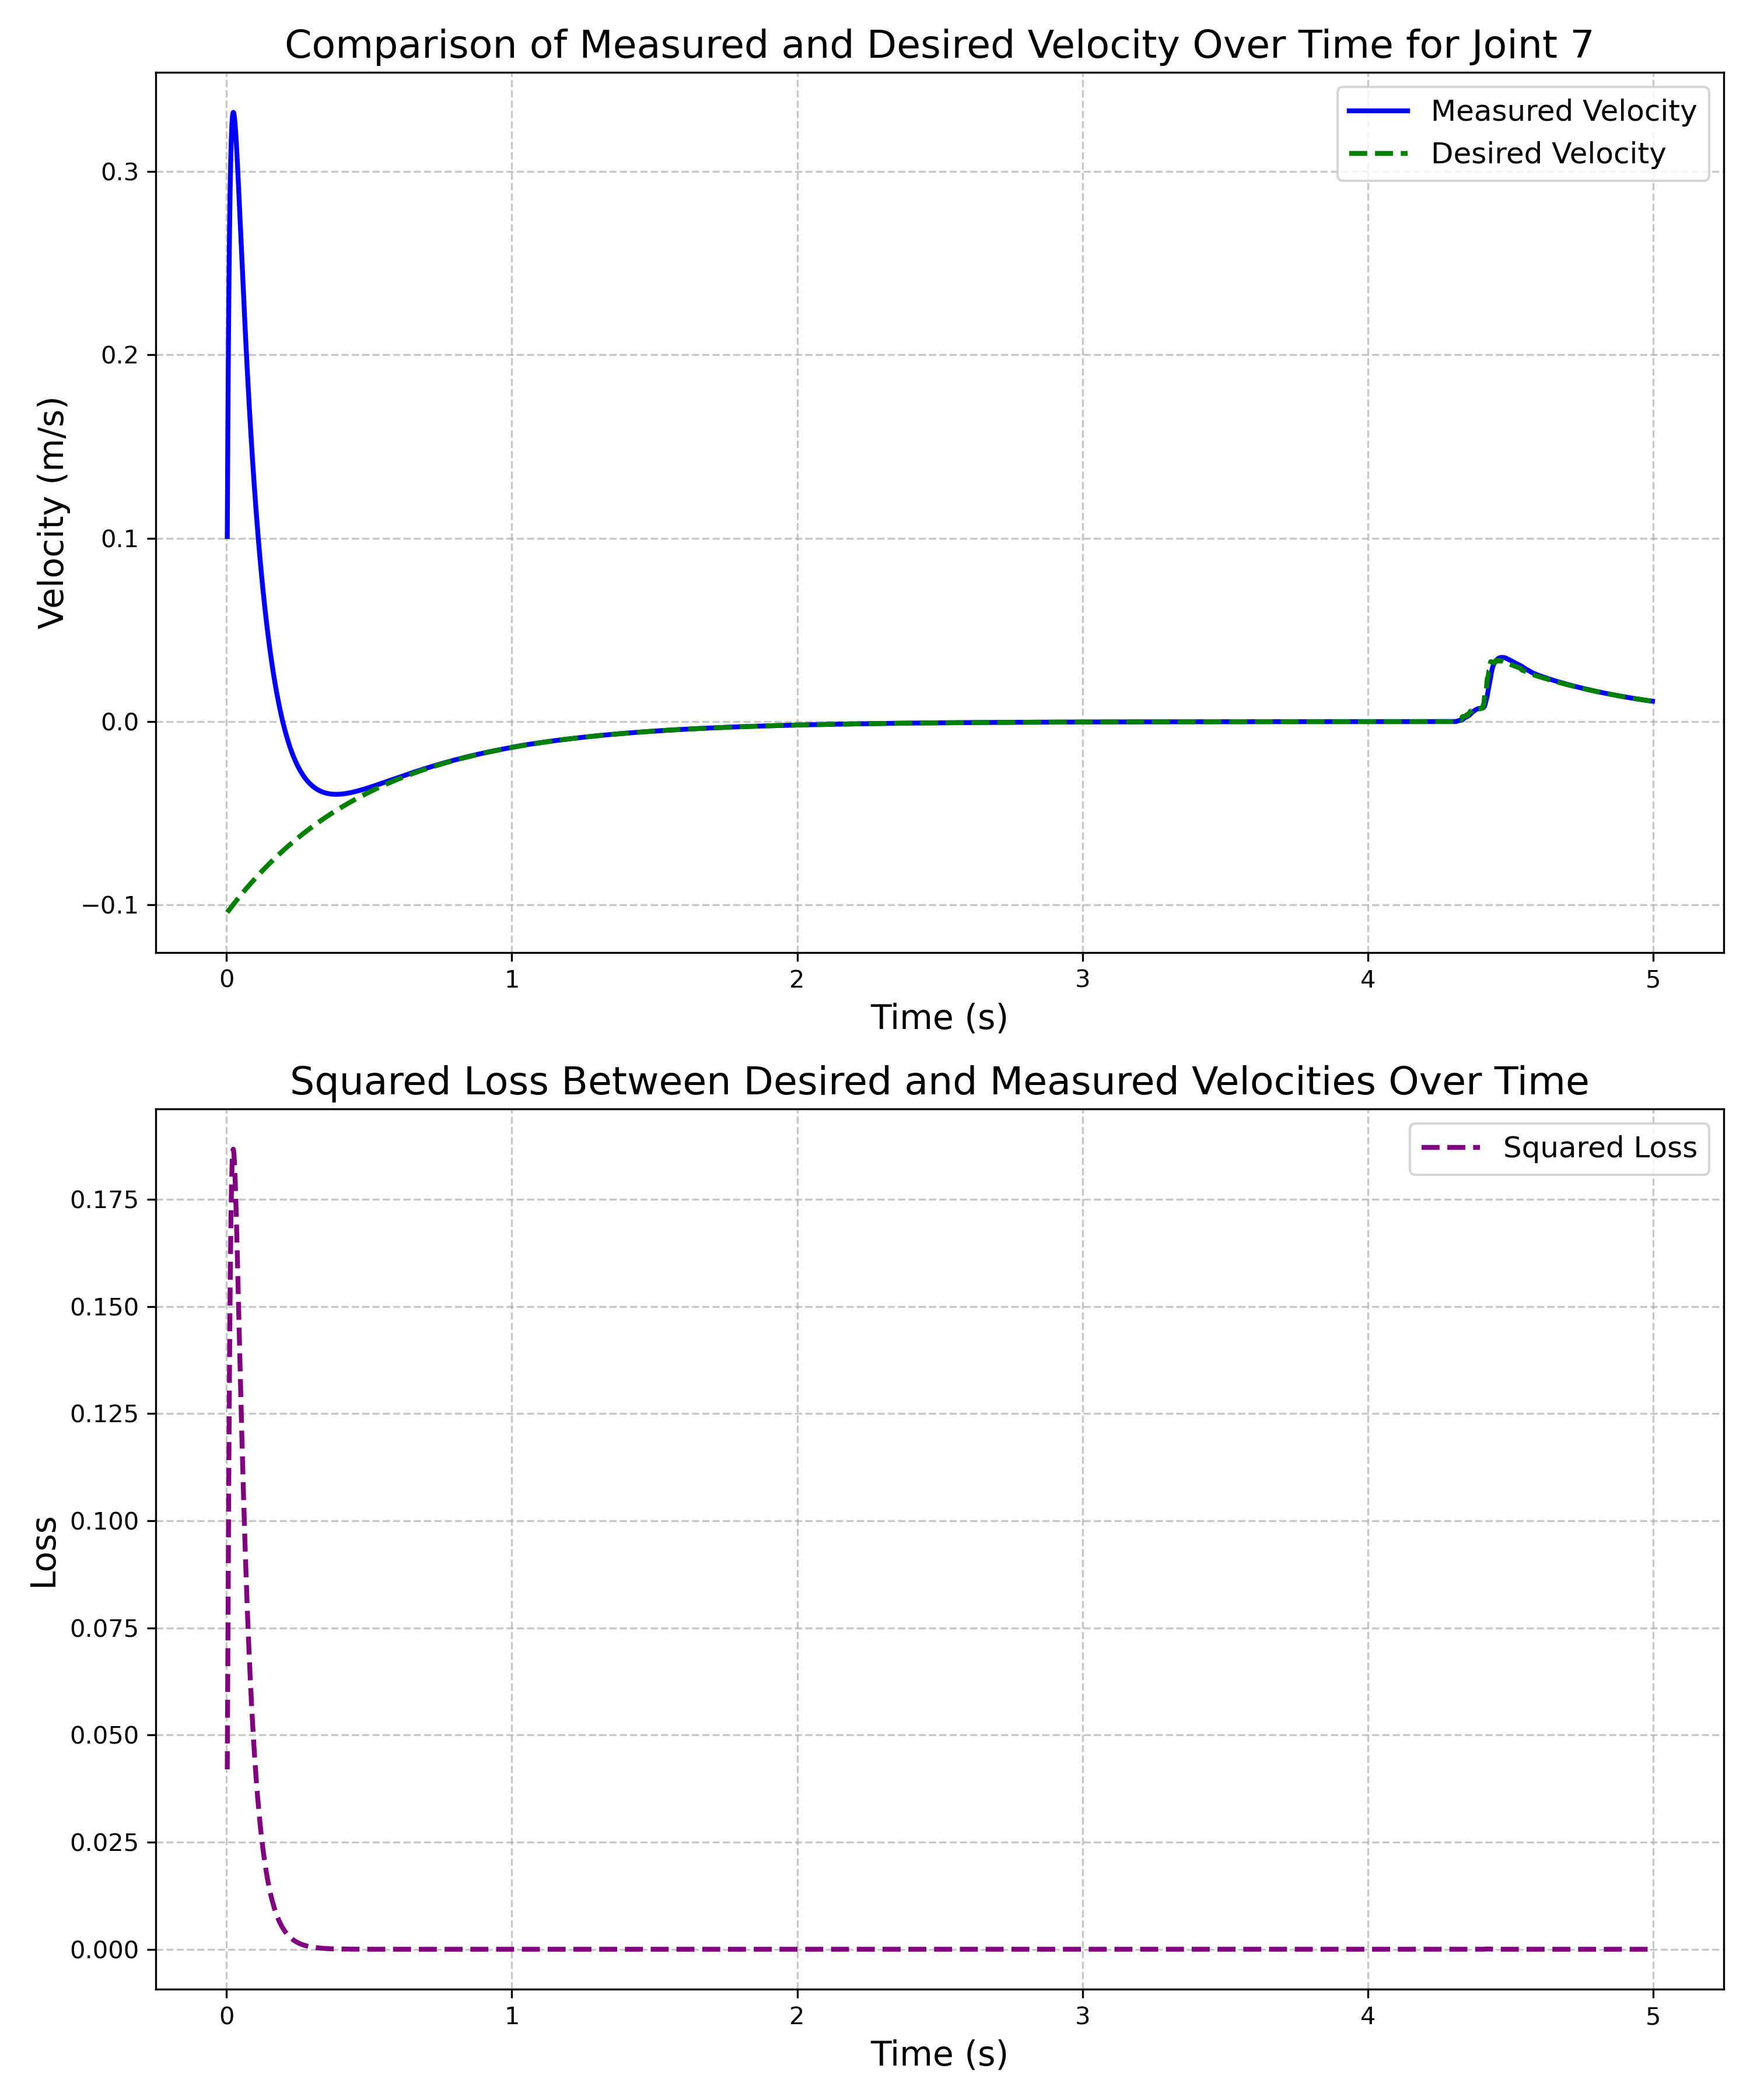 Comparison of Measured and Desired Velocity Over Time for Joint 7
Measured Velocity
Desired Velocity
Velocity (m/s)
0.3
0.2
0.1
0.0
−0.1
0 1 2 3 4 5
Time (s)
Squared Loss Between Desired and Measured Velocities Over Time
Squared Loss
Loss
0.175
0.150
0.125
0.100
0.075
0.050
0.025
0.000
0 1 2 3 4 5
Time (s)